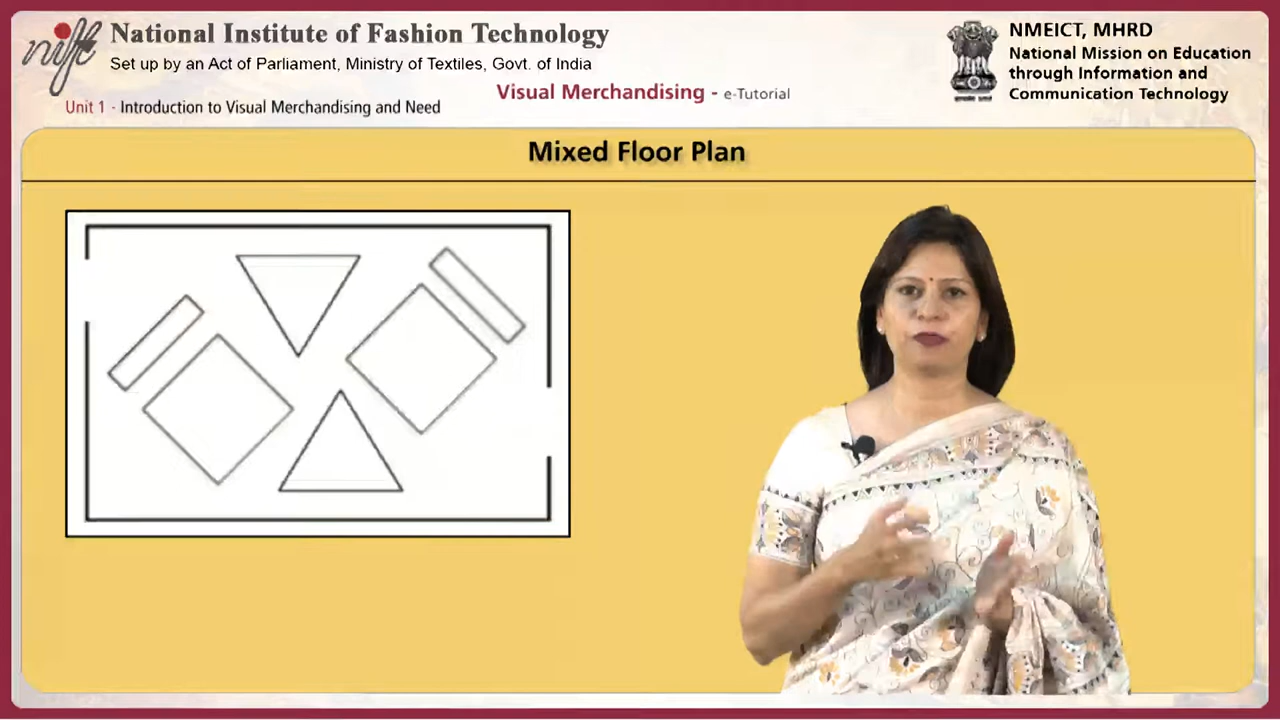 nift
National Institute of Fashion Technology
Set up by an Act of Parliament, Ministry of Textiles, Govt. of India
NMEICT, MHRD
National Mission on Education
through Information and
Communication Technology
Visual Merchandising - e-Tutorial
Unit 1 - Introduction to Visual Merchandising and Need
Mixed Floor Plan